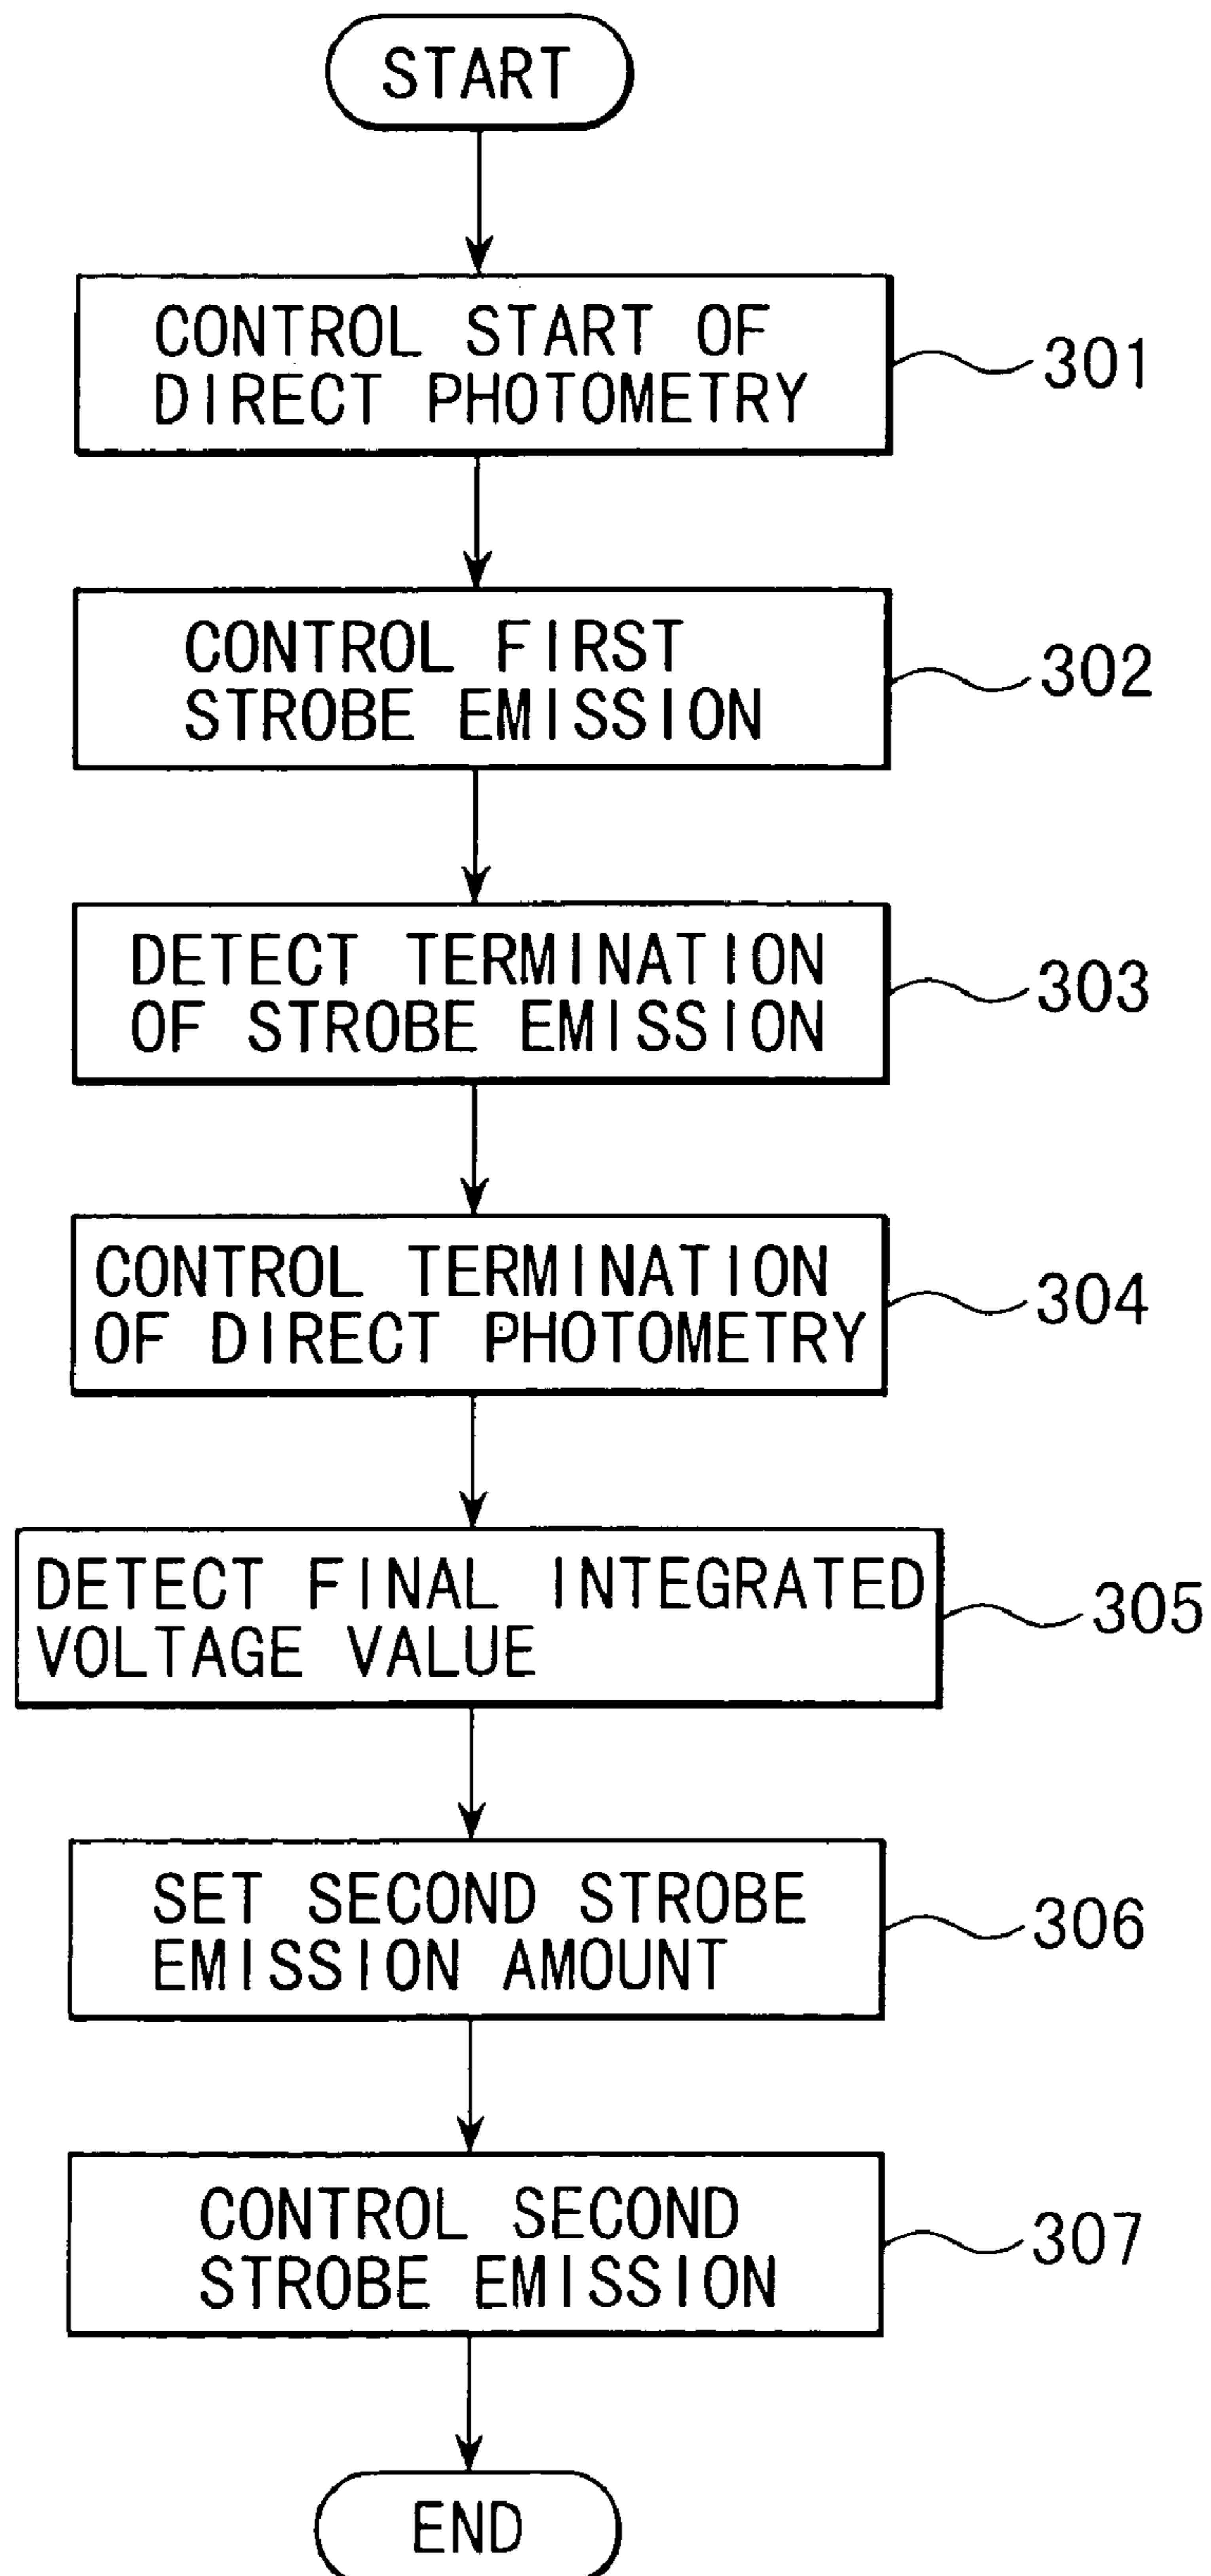 START
CONTROL START OF
DIRECT PHOTOMETRY
301
CONTROL FIRST
STROBE EMISSION
302
DETECT TERMINATION
OF STROBE EMISSION
303
CONTROL TERMINATION
OF DIRECT PHOTOMETRY
304
DETECT FINAL INTEGRATED
VOLTAGE VALUE
305
SET SECOND STROBE
EMISSION AMOUNT
306
CONTROL SECOND
STROBE EMISSION
307
END